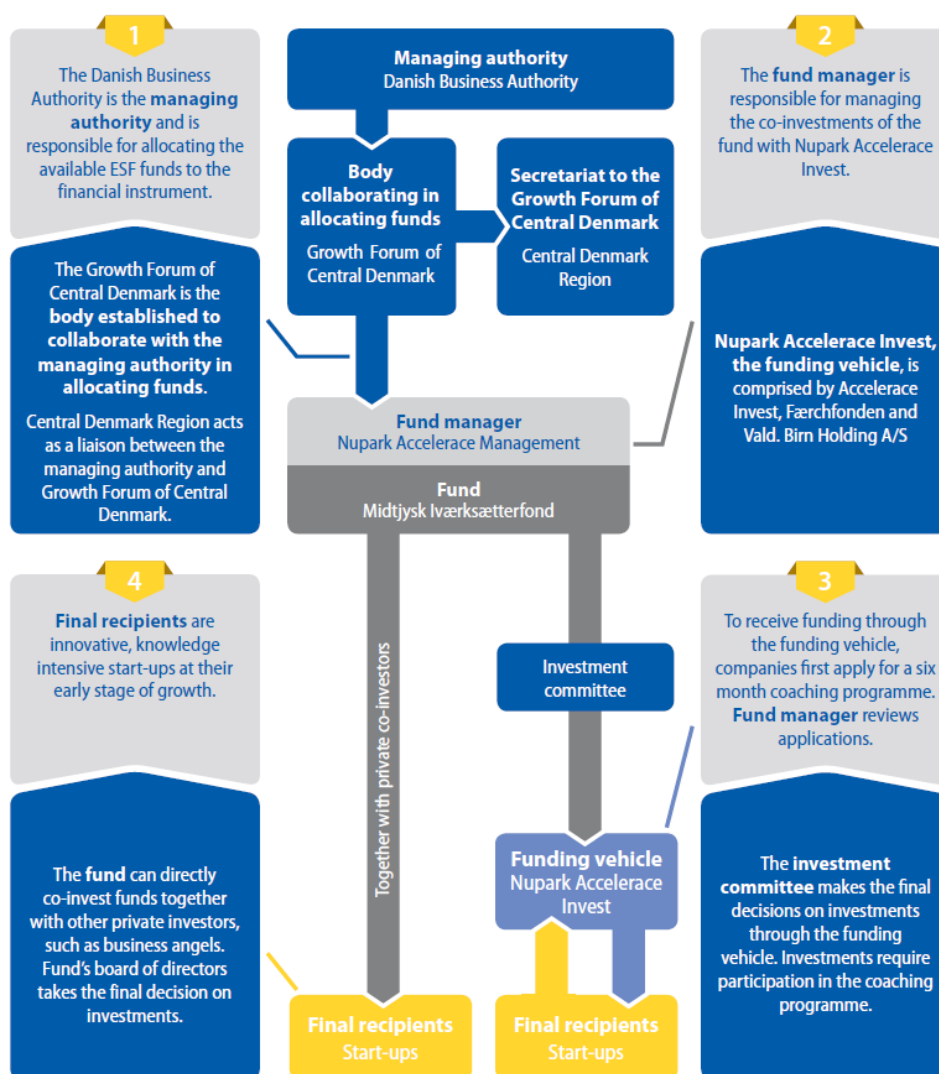 1
The Danish Business
Authority is the managing
authority and is
responsible for allocating the
available ESF funds to the
financial instrument.
The Growth Forum of
Central Denmark is the
body established to
collaborate with the
managing authority in
allocating funds.
Central Denmark Region acts
as a liaison between the
managing authority and
Growth Forum of Central
Denmark.
Managing authority
Danish Business Authority
Body
collaborating in
allocating funds
Growth Forum of
Central Denmark
Secretariat to the
Growth Forum of
Central Denmark
Central Denmark
Region
Fund manager
Nupark Accelerace Management
Fund
Midtjysk Iværksætterfond
2
The fund manager is
responsible for managing
the co-investments of the
fund with Nupark Accelerace
Invest.
Nupark Accelerace Invest,
the funding vehicle, is
comprised by Accelerace
Invest, Færchfonden and
Vald. Birn Holding A/S
4
Final recipients are
innovative, knowledge
intensive start-ups at their
early stage of growth.
The fund can directly
co-invest funds together
with other private investors,
such as business angels.
Fund's board of directors
takes the final decision on
investments.
Together with private co-investors
Investment
committee
Funding vehicle
Nupark Accelerace
Invest
Final recipients
Start-ups
Final recipients
Start-ups
3
To receive funding through
the funding vehicle,
companies first apply for a six
month coaching programme.
Fund manager reviews
applications.
The investment
committee makes the final
decisions on investments
through the funding
vehicle. Investments require
participation in the coaching
programme.